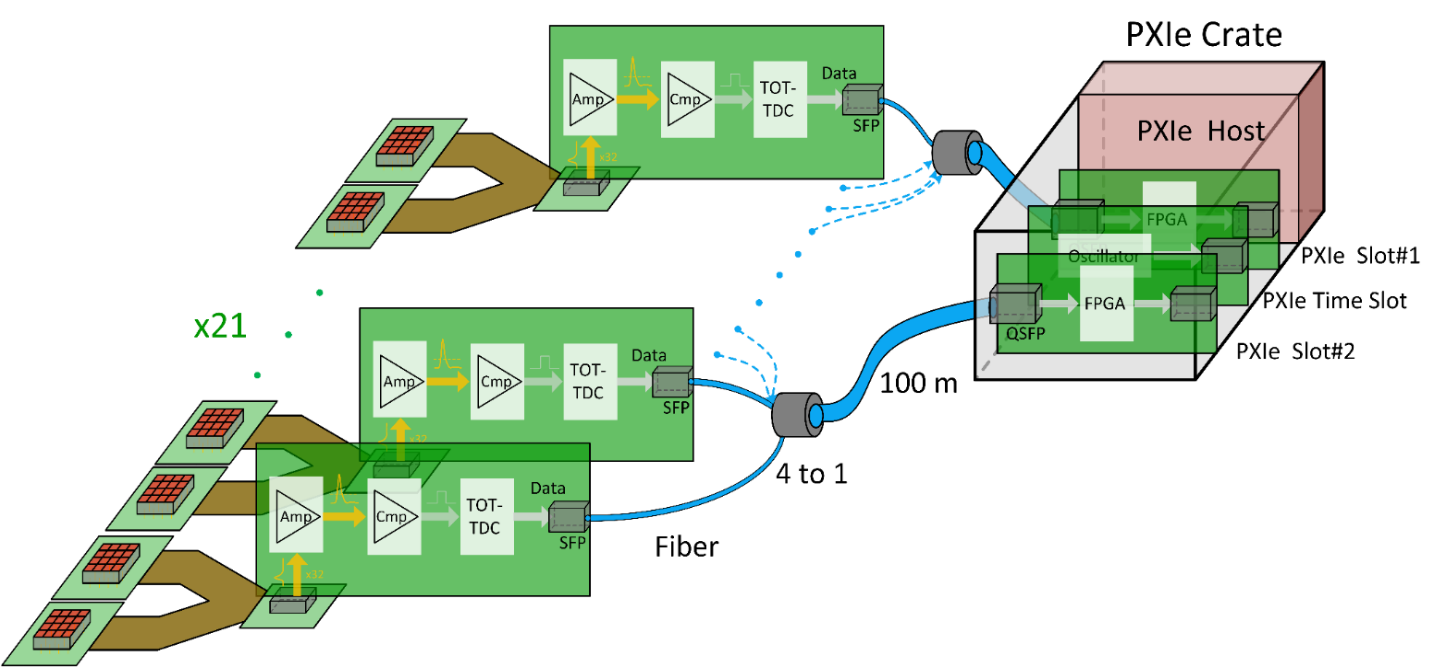 PXIe Crate
PXIe Host
Amp
Cmp
TOT-
TDC
Data
SFP
x32
FPGA
PXIe Slot#1
Oscillator
PXIe Time Slot
FPGA
QSFP
PXIe Slot#2
x21
Amp
Cmp
TOT-
TDC
Data
SFP
x32
100 m
4 to 1
Amp
Cmp
TOT-
TDC
Data
SFP
x32
Fiber